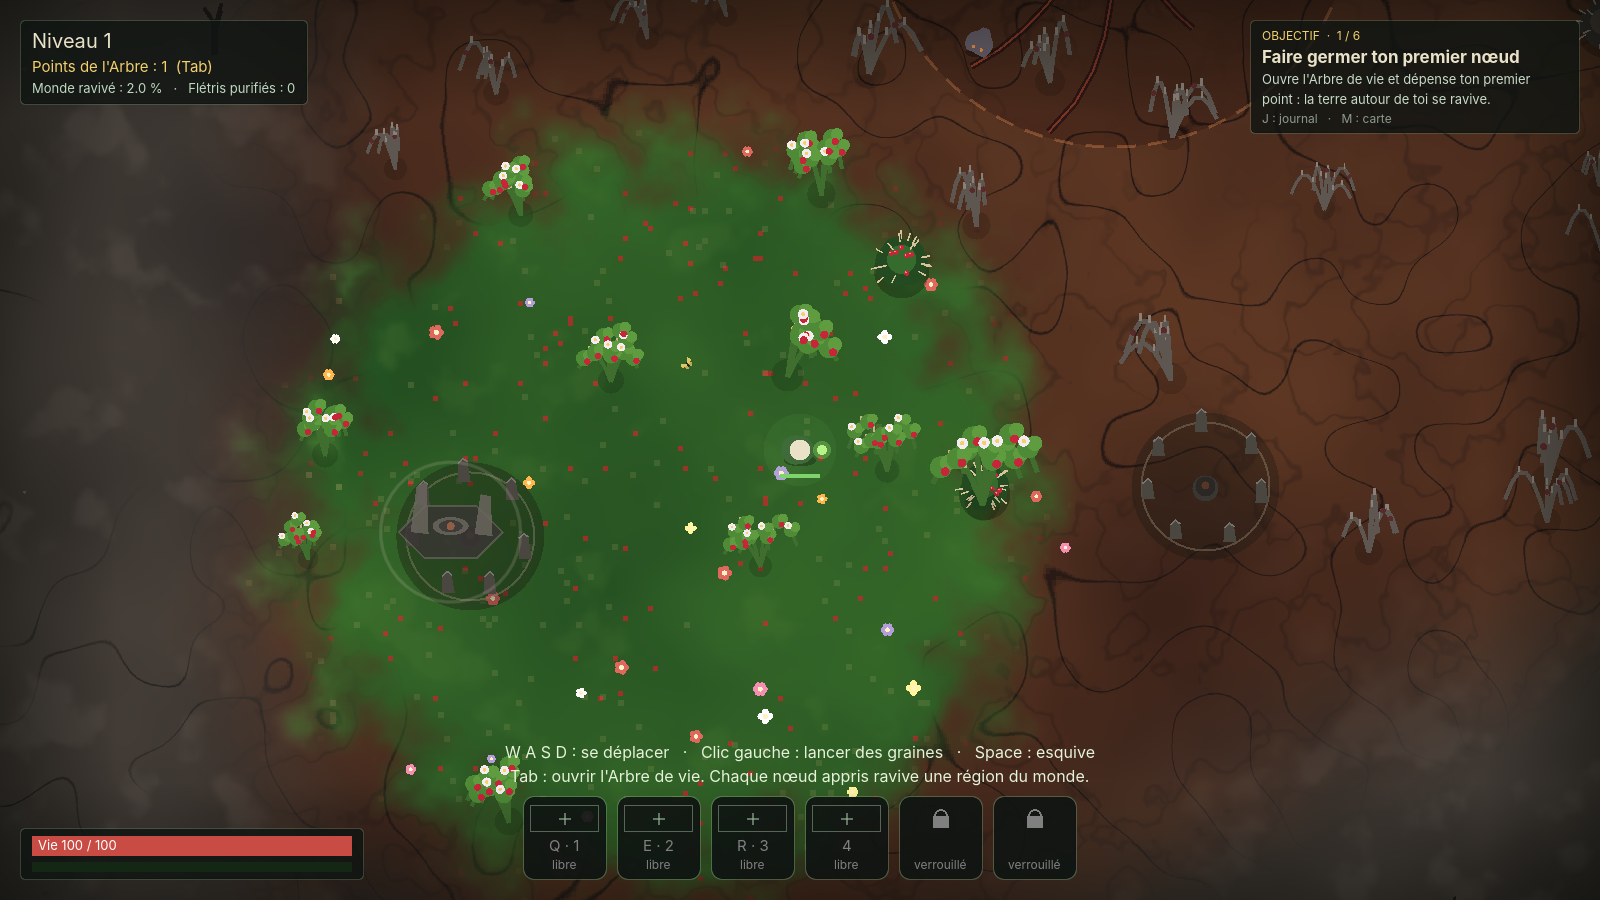 Niveau 1
Points de l'Arbre : 1 (Tab)
Monde ravivé : 2.0 % · Flétris purifiés : 0
OBJECTIF · 1 / 6
Faire germer ton premier nœud
Ouvre l'Arbre de vie et dépense ton premier
point : la terre autour de toi se ravive.
J : journal · M : carte
W A S D : se déplacer · Clic gauche : lancer des graines · Space : esquive
Tab : ouvrir l'Arbre de vie. Chaque nœud appris ravive une région du monde.
Vie 100 / 100
Q · 1
libre
E · 2
libre
R · 3
libre
4
libre
verrouillé
verrouillé